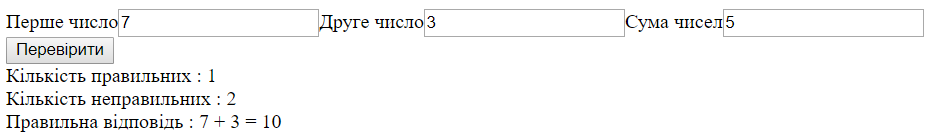 Перше число 7 Друге число 3 Сума чисел 5
Перевірити
Кількість правильних : 1
Кількість неправильних : 2
Правильна відповідь : 7 + 3 = 10